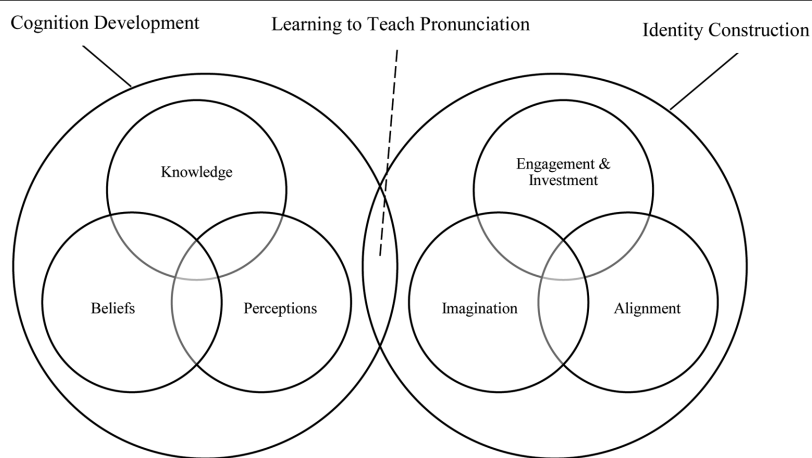 Cognition Development
Learning to Teach Pronunciation
Identity Construction
Knowledge
Beliefs
Perceptions
Engagement &
Investment
Imagination
Alignment